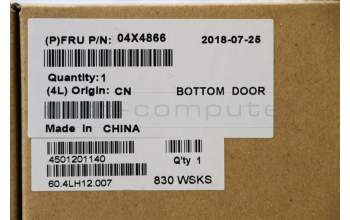 (P)FRU P/N: 04X4866 2018-07-25
Quantity:1
(4L) Origin: CN BOTTOM DOOR
Made In CHINA
4501201140 Q'ty 1
60.4LH12.007 830 WSKS